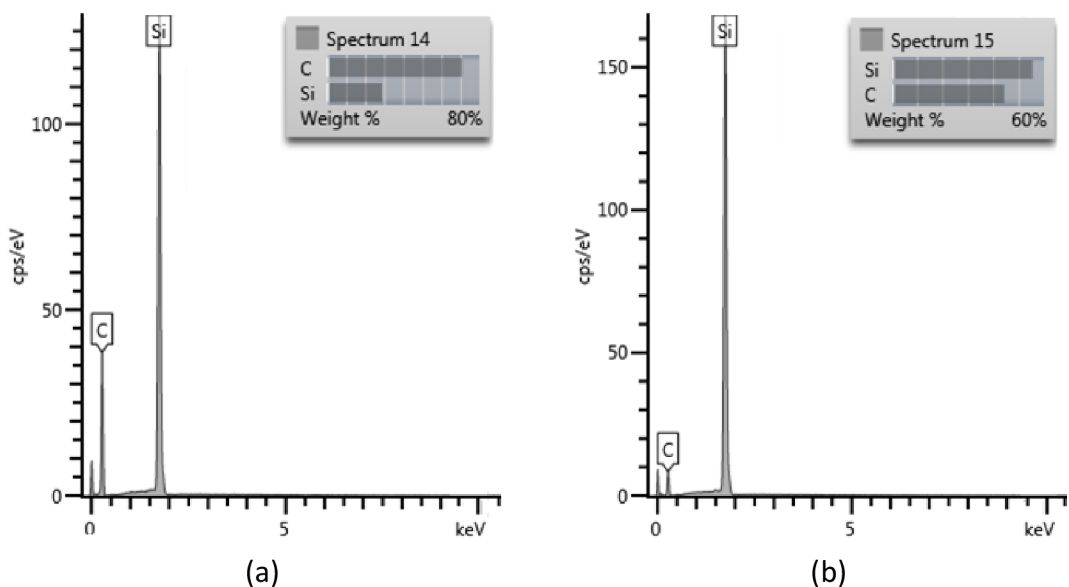 Si
Spectrum 14
C
Si
Weight % 80%
100
50
0
C
cps/eV
0 5 keV
(a)
Si
Spectrum 15
Si
C
Weight % 60%
150
100
50
0
C
cps/eV
0 5 keV
(b)